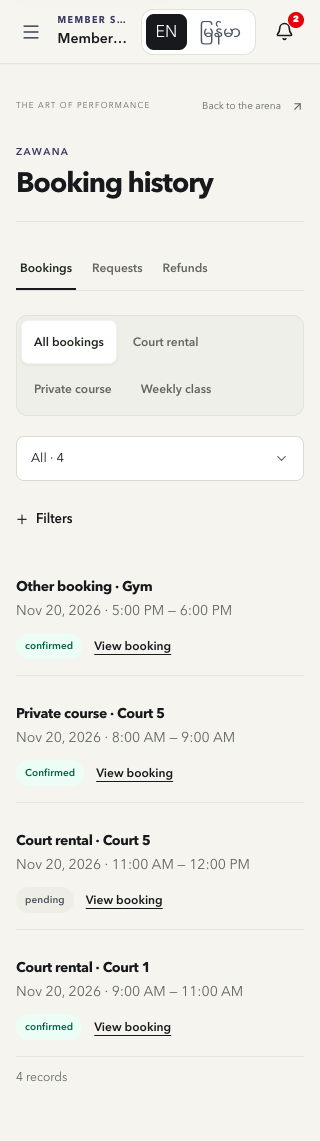 MEMBER S...
Member...
EN
မြန်မာ
2
THE ART OF PERFORMANCE
Back to the arena
ZAWANA
Booking history
Bookings
Requests
Refunds
All bookings
Court rental
Private course
Weekly class
All · 4
+ Filters
Other booking · Gym
Nov 20, 2026 · 5:00 PM — 6:00 PM
confirmed
View booking
Private course · Court 5
Nov 20, 2026 · 8:00 AM — 9:00 AM
Confirmed
View booking
Court rental · Court 5
Nov 20, 2026 · 11:00 AM — 12:00 PM
pending
View booking
Court rental · Court 1
Nov 20, 2026 · 9:00 AM — 11:00 AM
confirmed
View booking
4 records